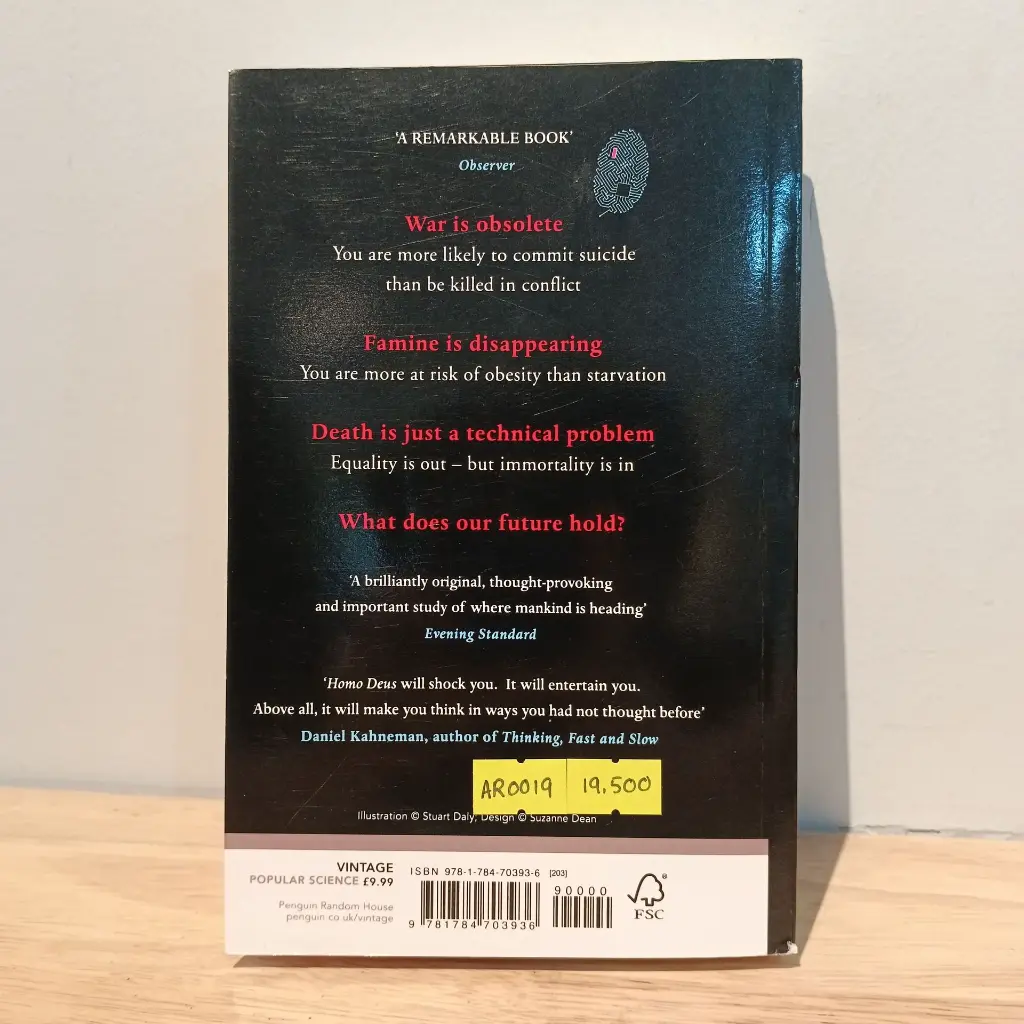 'A REMARKABLE BOOK'
Observer
War is obsolete
You are more likely to commit suicide
than be killed in conflict
Famine is disappearing
You are more at risk of obesity than starvation
Death is just a technical problem
Equality is out – but immortality is in
What does our future hold?
'A brilliantly original, thought-provoking
and important study of where mankind is heading'
Evening Standard
'Homo Deus will shock you. It will entertain you.
Above all, it will make you think in ways you had not thought before'
Daniel Kahneman, author of Thinking, Fast and Slow
AR0019 19,500
Illustration © Stuart Daly, Design © Suzanne Dean
VINTAGE
POPULAR SCIENCE £9.99
Penguin Random House
penguin.co.uk/vintage
ISBN 978-1-784-70393-6 [203]
90000
9 781784 703936
FSC